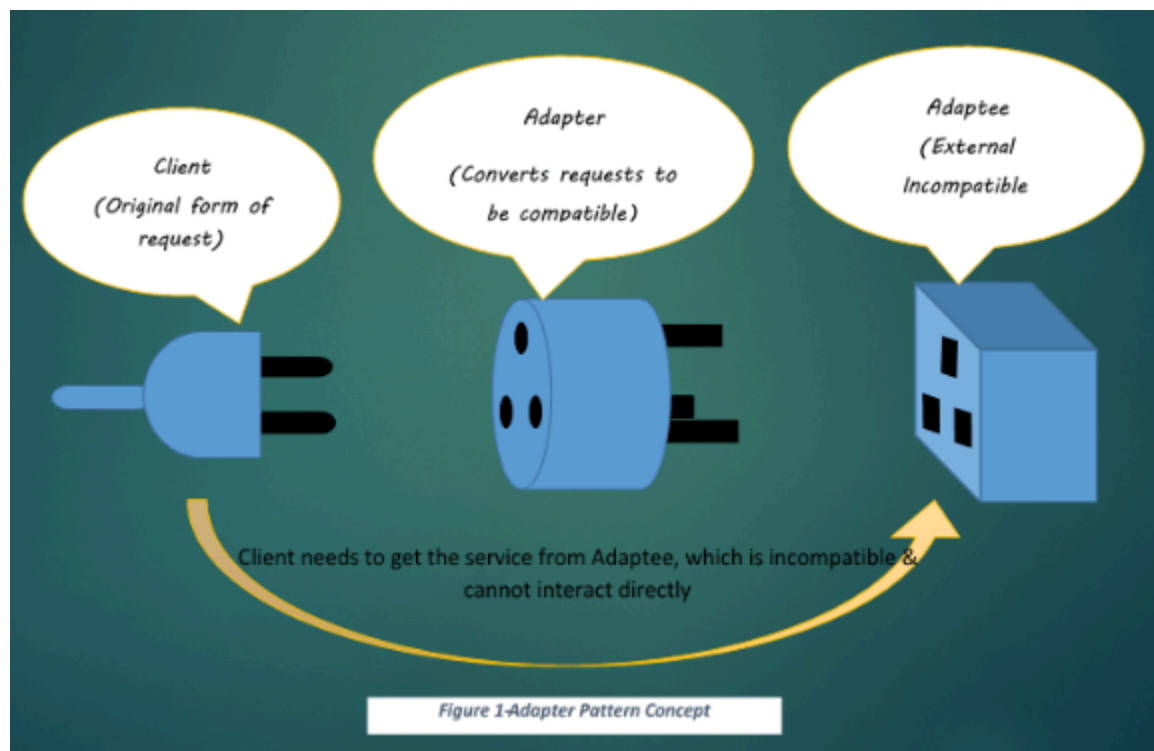 Client
(Original form of
request)
Adapter
(Converts requests to
be compatible)
Adaptee
(External
Incompatible
Client needs to get the service from Adaptee, which is incompatible &
cannot interact directly
Figure 1-Adapter Pattern Concept